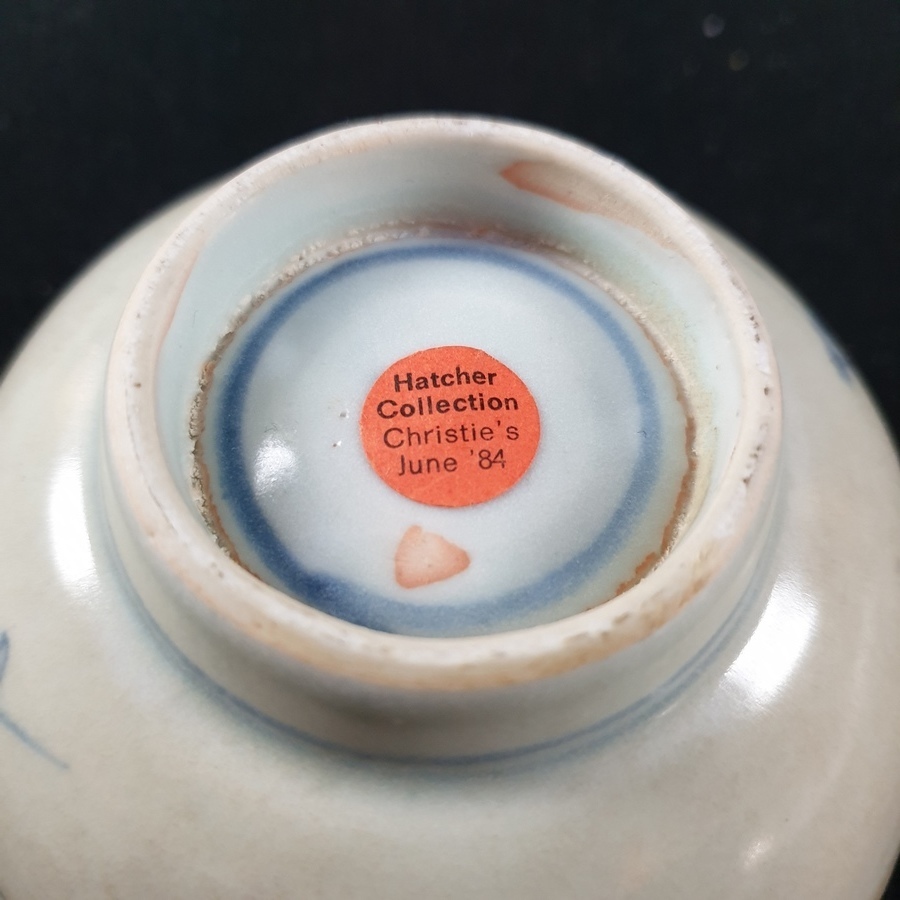 Hatcher
Collection
Christie's
June '84